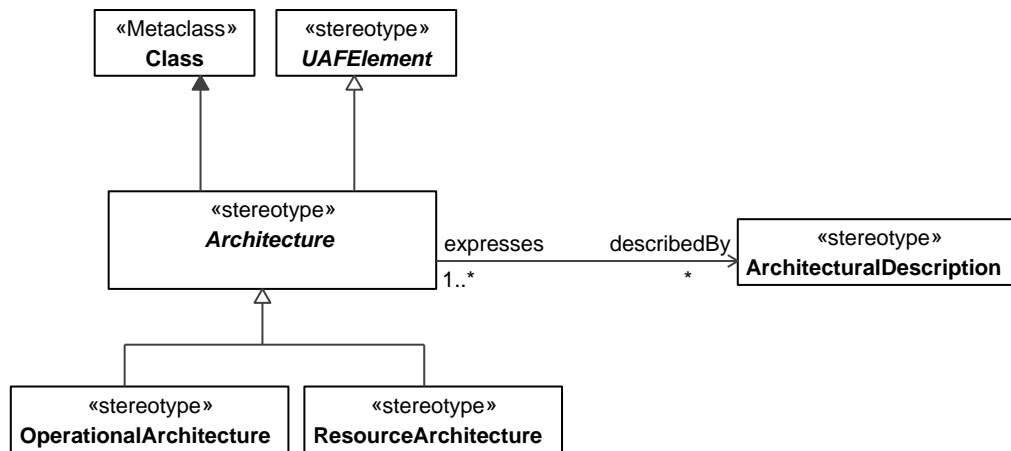 «Metaclass»
Class
«stereotype»
UAFElement
«stereotype»
Architecture
expresses
describedBy
1..*
*
«stereotype»
ArchitecturalDescription
«stereotype»
OperationalArchitecture
«stereotype»
ResourceArchitecture